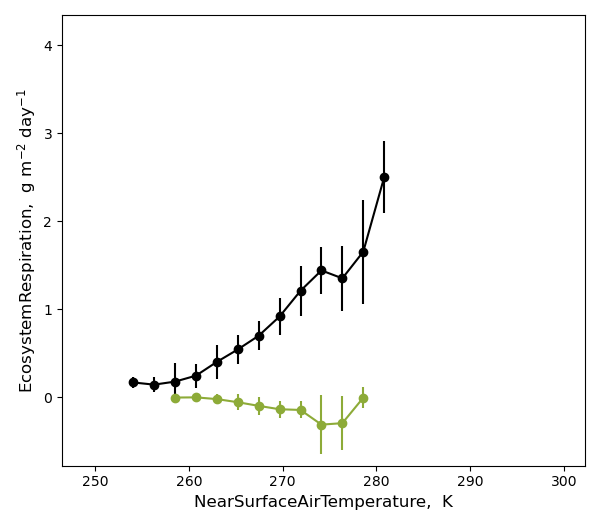 4
3
2
1
0
EcosystemRespiration, g m⁻² day⁻¹
250 260 270 280 290 300
NearSurfaceAirTemperature, K